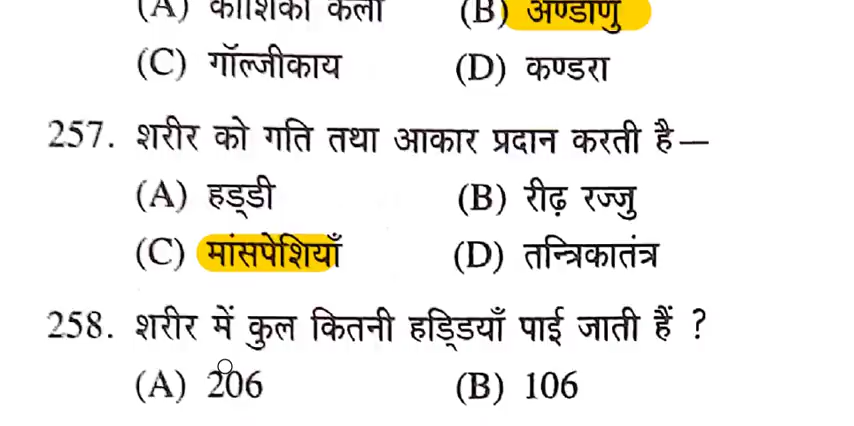 (A) कोशिका कला (B) अण्डाणु
(C) गॉल्जीकाय (D) कण्डरा
257. शरीर को गति तथा आकार प्रदान करती है—
(A) हड्डी (B) रीढ़ रज्जु
(C) मांसपेशियाँ (D) तन्त्रिकातंत्र
258. शरीर में कुल कितनी हड्डियाँ पाई जाती हैं ?
(A) 206 (B) 106